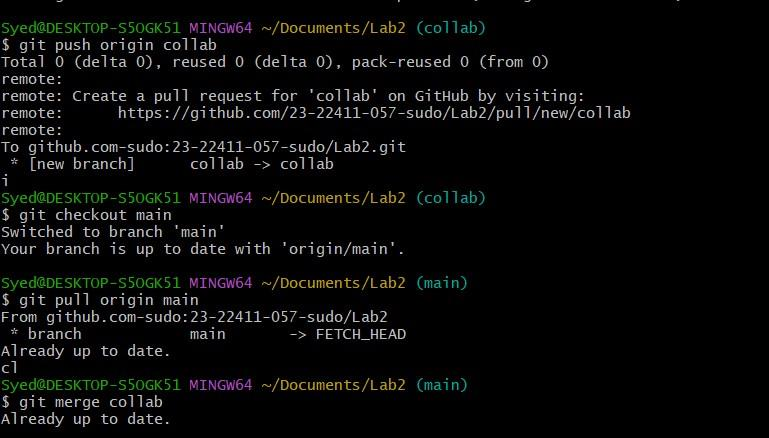 Syed@DESKTOP-S5OGK51 MINGW64 ~/Documents/Lab2 (collab)
$ git push origin collab
Total 0 (delta 0), reused 0 (delta 0), pack-reused 0 (from 0)
remote:
remote: Create a pull request for 'collab' on GitHub by visiting:
remote:      https://github.com/23-22411-057-sudo/Lab2/pull/new/collab
remote:
To github.com-sudo:23-22411-057-sudo/Lab2.git
 * [new branch]      collab -> collab
i
Syed@DESKTOP-S5OGK51 MINGW64 ~/Documents/Lab2 (collab)
$ git checkout main
Switched to branch 'main'
Your branch is up to date with 'origin/main'.

Syed@DESKTOP-S5OGK51 MINGW64 ~/Documents/Lab2 (main)
$ git pull origin main
From github.com-sudo:23-22411-057-sudo/Lab2
 * branch            main       -> FETCH_HEAD
Already up to date.
cl
Syed@DESKTOP-S5OGK51 MINGW64 ~/Documents/Lab2 (main)
$ git merge collab
Already up to date.